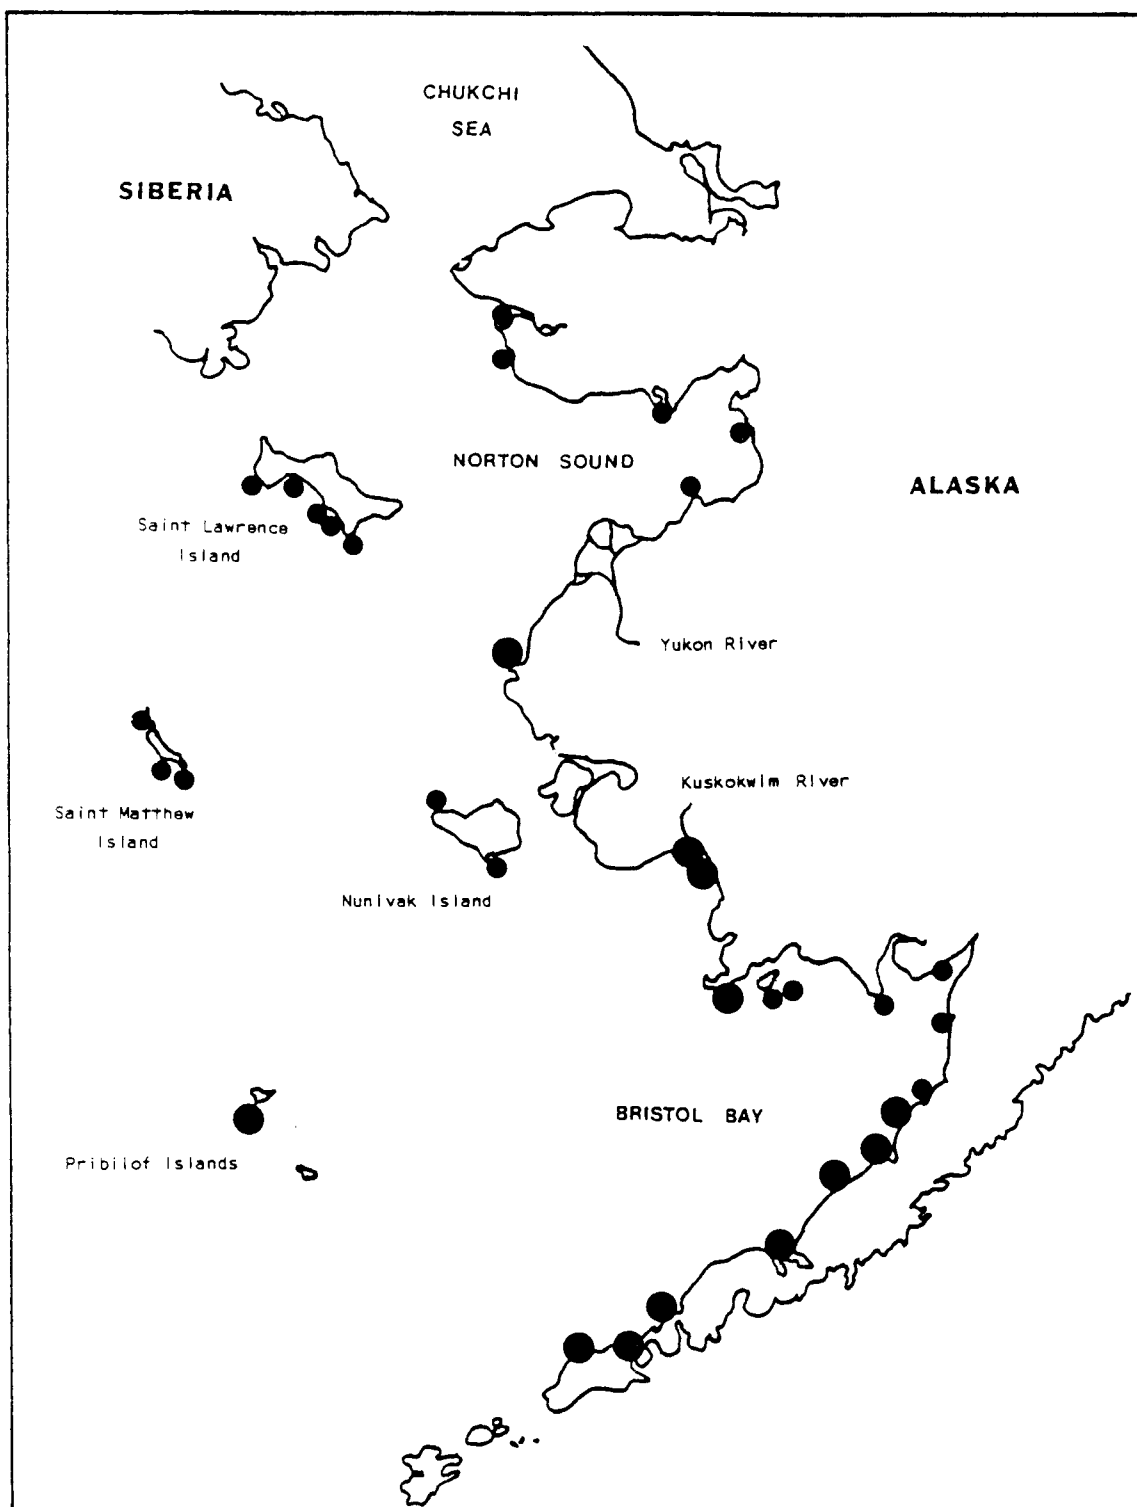 CHUKCHI
SEA
SIBERIA
NORTON SOUND
ALASKA
Saint Lawrence
Island
Yukon River
Kuskokwim River
Saint Matthew
Island
Nunivak Island
BRISTOL BAY
Pribilof Islands